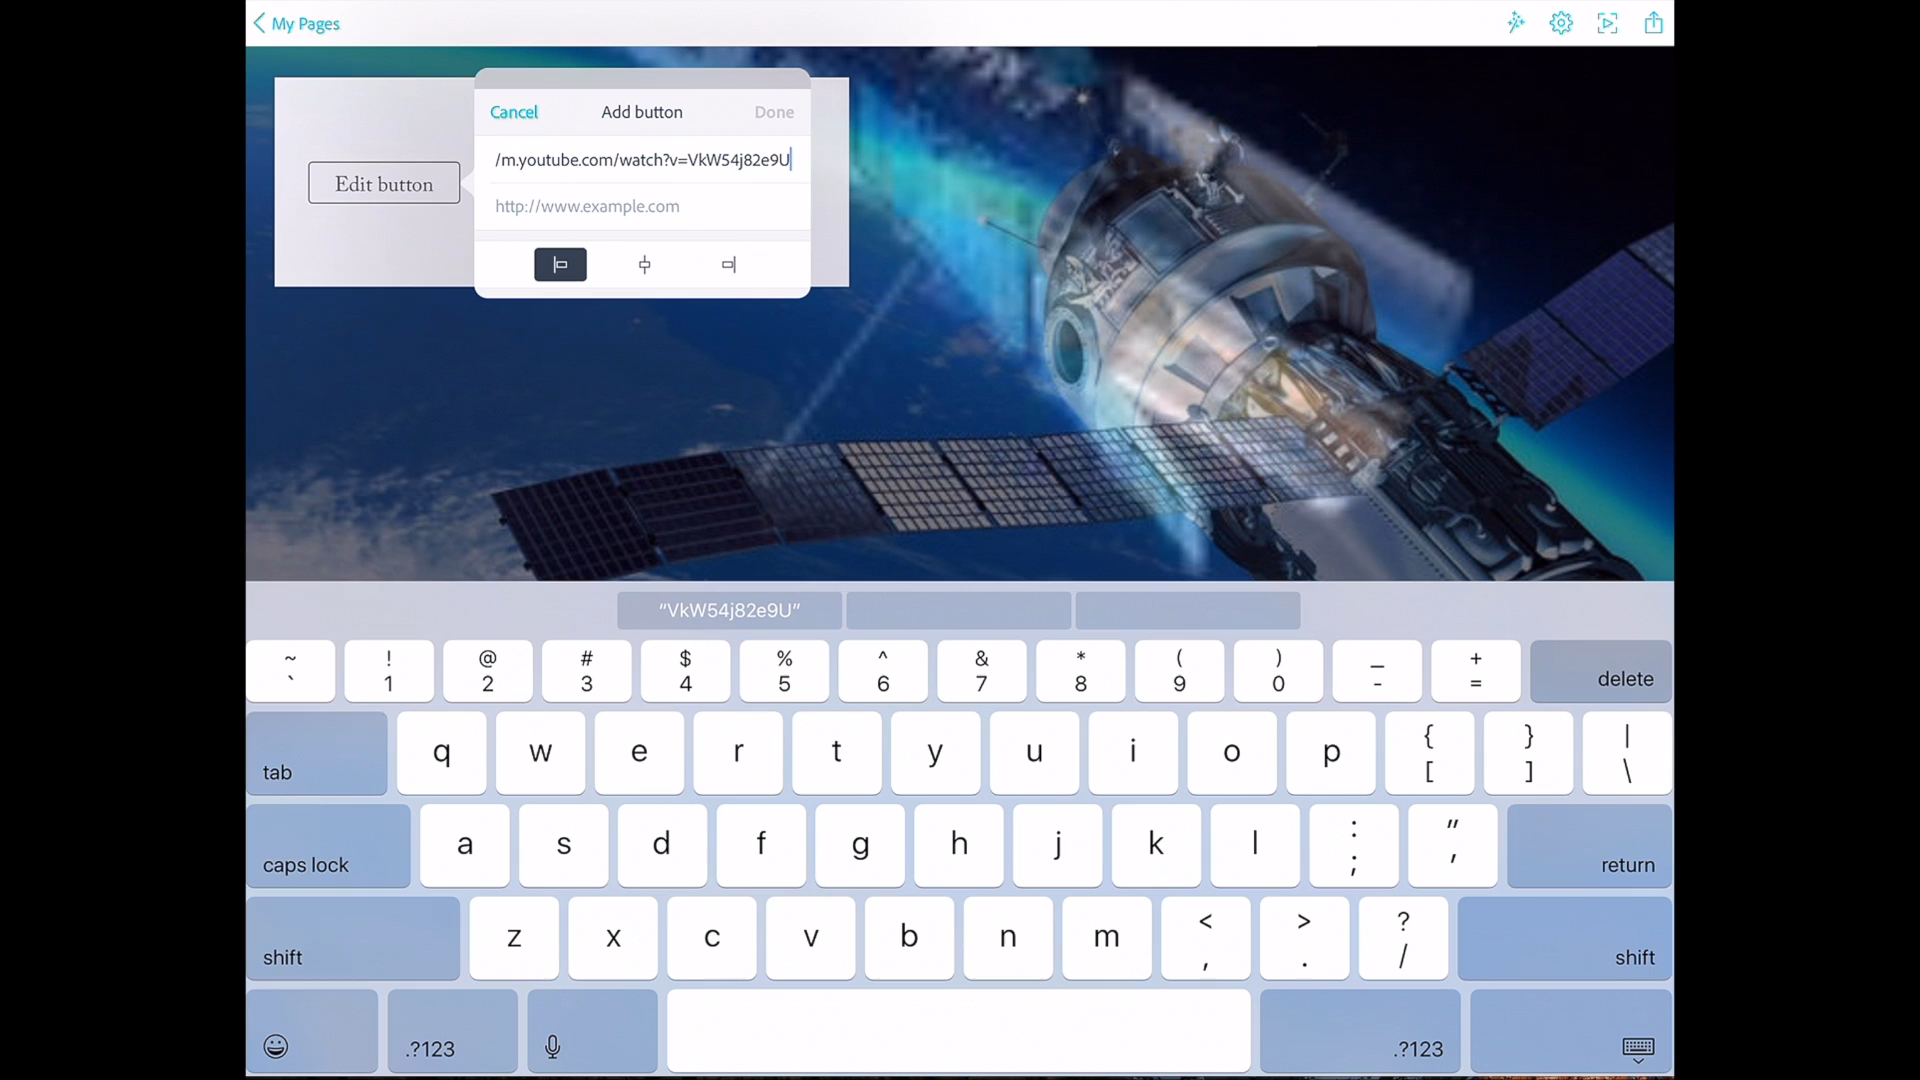 My Pages
Cancel Add button Done
/m.youtube.com/watch?v=VkW54j82e9U
Edit button
http://www.example.com
“VkW54j82e9U”
~ ! @ # $ % ^ & * ( ) _ +
` 1 2 3 4 5 6 7 8 9 0 - = delete
tab q w e r t y u i o p { [ } ] | \
caps lock a s d f g h j k l : ; " ' return
shift z x c v b n m < , > . ? / shift
.?123 .?123